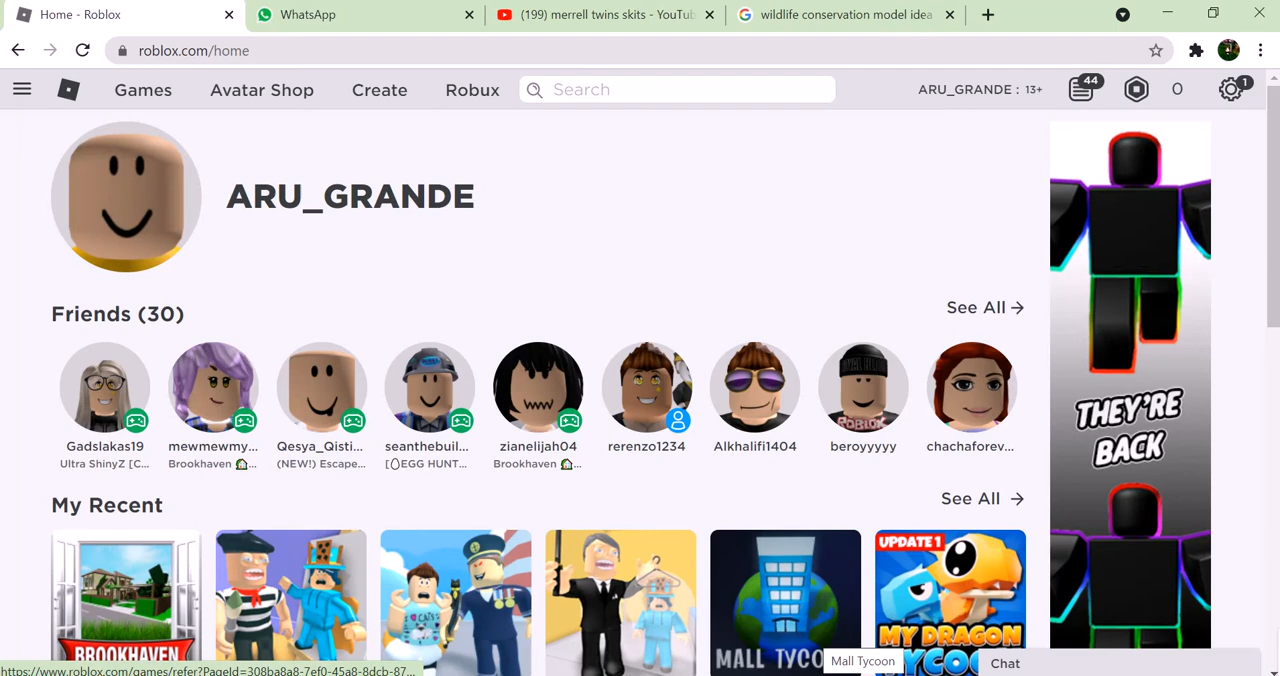 Home - Roblox
WhatsApp
(199) merrell twins skits - YouTub
wildlife conservation model idea
roblox.com/home
Games
Avatar Shop
Create
Robux
Search
ARU_GRANDE : 13+
44
0
1
ARU_GRANDE
Friends (30)
See All
Gadslakas19
mewmewmy...
Qesya_Qisti...
seanthebuil...
zianelijah04
rerenzo1234
Alkhalifi1404
beroyyyyy
chachaforev...
Ultra ShinyZ [C...
Brookhaven 🏡...
(NEW!) Escape...
[🥚EGG HUNT...
Brookhaven 🏡...
ROBLOX
THEY'RE
BACK
My Recent
See All
BROOKHAVEN
I ♥ CATS
MALL TYCO
UPDATE 1
MY DRAGON
TYCO
Mall Tycoon
Chat
https://www.roblox.com/games/refer?PageId=308ba8a8-7ef0-45a8-8dcb-87...